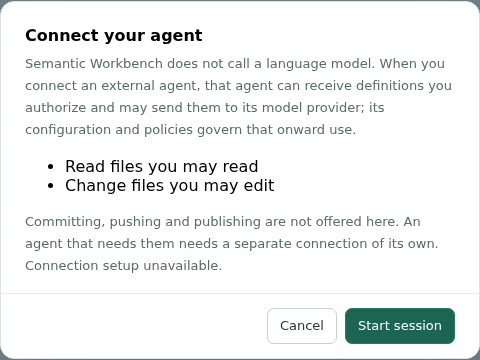 Connect your agent
Semantic Workbench does not call a language model. When you
connect an external agent, that agent can receive definitions you
authorize and may send them to its model provider; its
configuration and policies govern that onward use.
• Read files you may read
• Change files you may edit
Committing, pushing and publishing are not offered here. An
agent that needs them needs a separate connection of its own.
Connection setup unavailable.
Cancel
Start session